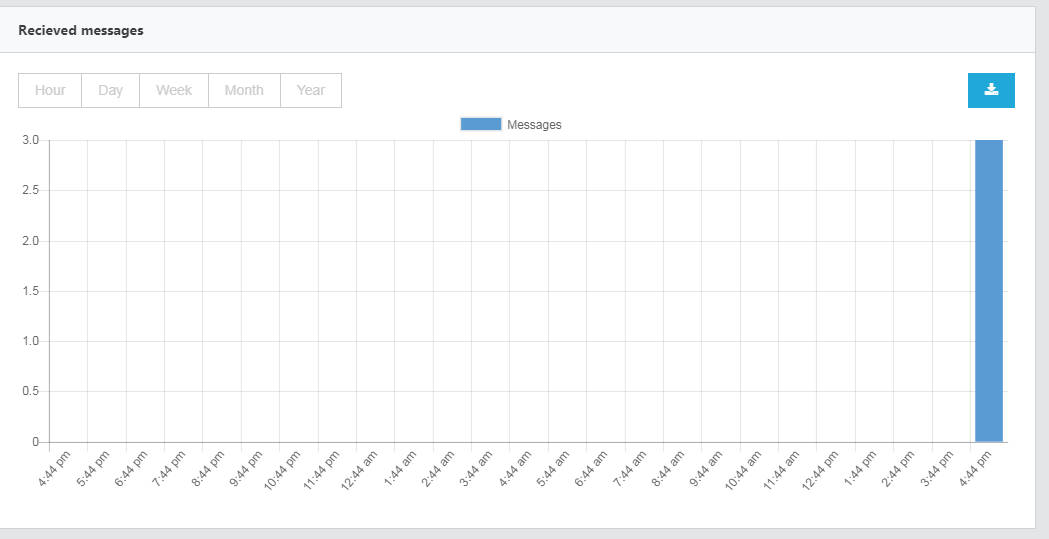 Recieved messages
Hour Day Week Month Year
Messages
3.0
2.5
2.0
1.5
1.0
0.5
0
4:44 pm 5:44 pm 6:44 pm 7:44 pm 8:44 pm 9:44 pm 10:44 pm 11:44 pm 12:44 am 1:44 am 2:44 am 3:44 am 4:44 am 5:44 am 6:44 am 7:44 am 8:44 am 9:44 am 10:44 am 11:44 am 12:44 pm 1:44 pm 2:44 pm 3:44 pm 4:44 pm